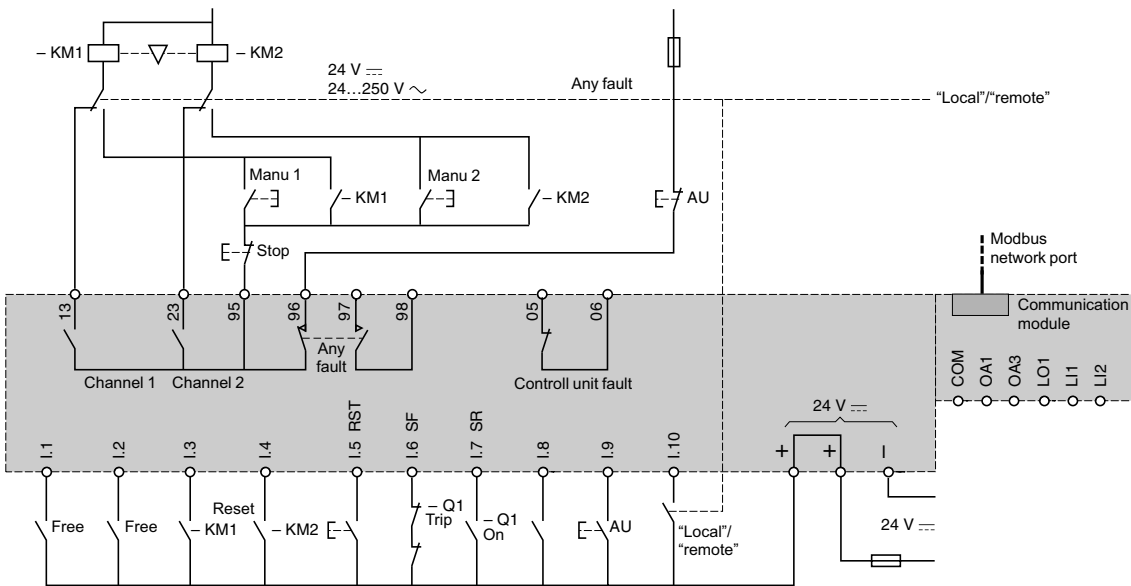 – KM1
– KM2
24 V ⎓
24...250 V ~
Any fault
"Local"/"remote"
Manu 1
– KM1
Manu 2
– KM2
AU
Stop
Modbus
network port
13
23
95
96
97
98
05
06
Communication
module
Any
fault
Channel 1
Channel 2
Controll unit fault
COM
OA1
OA3
LO1
LI1
LI2
24 V ⎓
I.1
I.2
I.3
I.4
I.5 RST
I.6 SF
I.7 SR
I.8
I.9
I.10
+
+
–
Free
Free
– KM1
Reset
– KM2
– Q1
Trip
– Q1
On
AU
"Local"/
"remote"
24 V ⎓